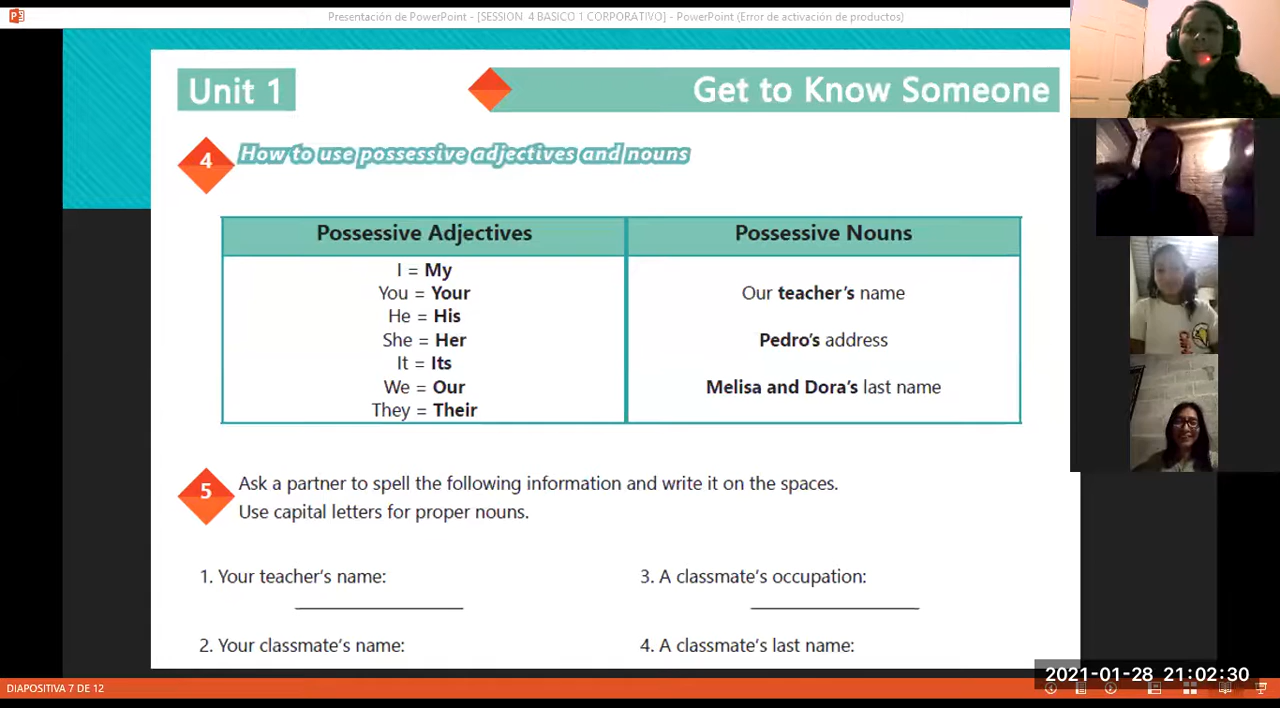 Presentación de PowerPoint - [SESSION 4 BASICO 1 CORPORATIVO] - PowerPoint (Error de activación de productos)
Unit 1
Get to Know Someone
4
How to use possessive adjectives and nouns
Possessive Adjectives
Possessive Nouns
I = My
You = Your
He = His
She = Her
It = Its
We = Our
They = Their
Our teacher's name
Pedro's address
Melisa and Dora's last name
5
Ask a partner to spell the following information and write it on the spaces.
Use capital letters for proper nouns.
1. Your teacher's name:
3. A classmate's occupation:
2. Your classmate's name:
4. A classmate's last name:
2021-01-28 21:02:30
DIAPOSITIVA 7 DE 12